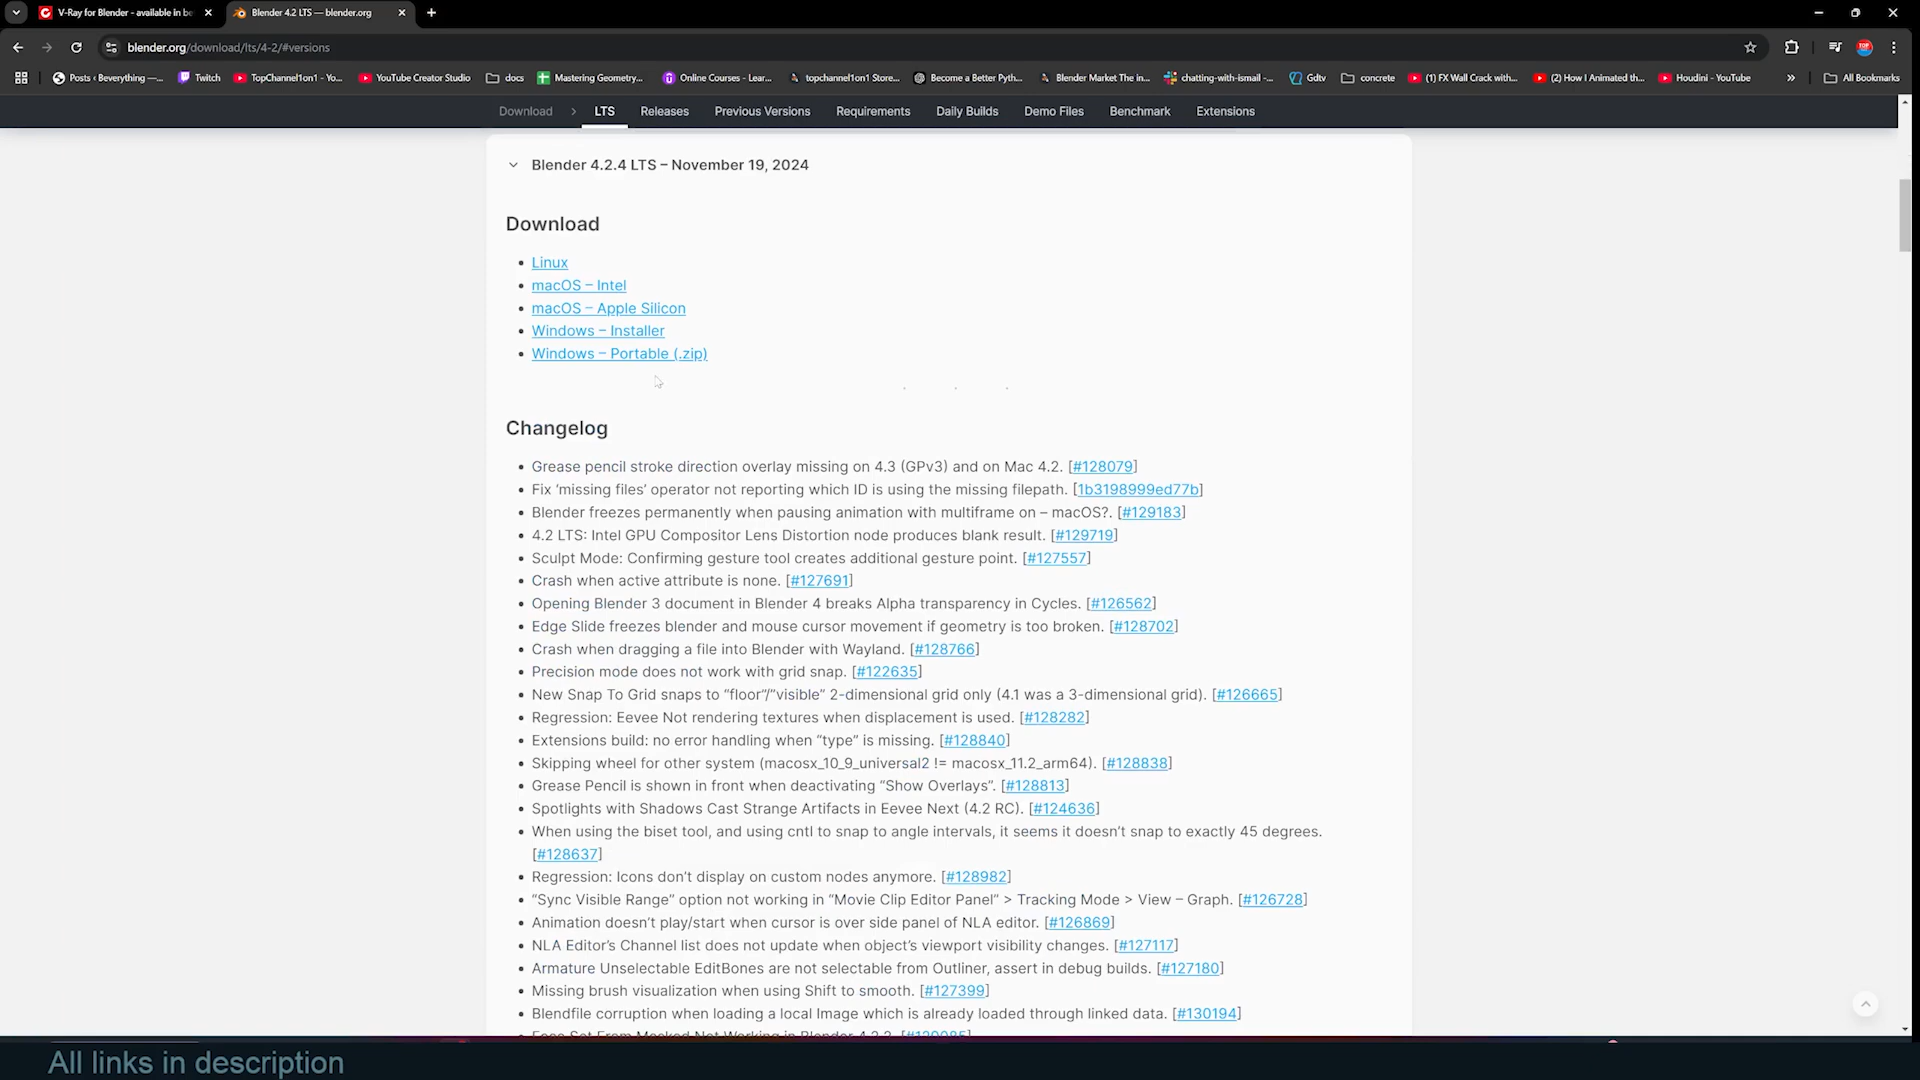 V-Ray for Blender - available in be
Blender 4.2 LTS — blender.org
blender.org/download/lts/4-2/#versions
Posts ‹ Beverything —...
Twitch
TopChannel1on1 - Yo...
YouTube Creator Studio
docs
Mastering Geometry...
Online Courses - Lear...
topchannel1on1 Store...
Become a Better Pyth...
Blender Market The in...
chatting-with-ismail -...
Gdtv
concrete
(1) FX Wall Crack with...
(2) How I Animated th...
Houdini - YouTube
»
All Bookmarks
Download
LTS
Releases
Previous Versions
Requirements
Daily Builds
Demo Files
Benchmark
Extensions
Blender 4.2.4 LTS – November 19, 2024
Download
• Linux
• macOS – Intel
• macOS – Apple Silicon
• Windows – Installer
• Windows – Portable (.zip)
Changelog
• Grease pencil stroke direction overlay missing on 4.3 (GPv3) and on Mac 4.2. [#128079]
• Fix ‘missing files’ operator not reporting which ID is using the missing filepath. [1b3198999ed77b]
• Blender freezes permanently when pausing animation with multiframe on – macOS?. [#129183]
• 4.2 LTS: Intel GPU Compositor Lens Distortion node produces blank result. [#129719]
• Sculpt Mode: Confirming gesture tool creates additional gesture point. [#127557]
• Crash when active attribute is none. [#127691]
• Opening Blender 3 document in Blender 4 breaks Alpha transparency in Cycles. [#126562]
• Edge Slide freezes blender and mouse cursor movement if geometry is too broken. [#128702]
• Crash when dragging a file into Blender with Wayland. [#128766]
• Precision mode does not work with grid snap. [#122635]
• New Snap To Grid snaps to “floor”/”visible” 2-dimensional grid only (4.1 was a 3-dimensional grid). [#126665]
• Regression: Eevee Not rendering textures when displacement is used. [#128282]
• Extensions build: no error handling when “type” is missing. [#128840]
• Skipping wheel for other system (macosx_10_9_universal2 != macosx_11.2_arm64). [#128838]
• Grease Pencil is shown in front when deactivating “Show Overlays”. [#128813]
• Spotlights with Shadows Cast Strange Artifacts in Eevee Next (4.2 RC). [#124636]
• When using the biset tool, and using cntl to snap to angle intervals, it seems it doesn’t snap to exactly 45 degrees.
[#128637]
• Regression: Icons don’t display on custom nodes anymore. [#128982]
• “Sync Visible Range” option not working in “Movie Clip Editor Panel” > Tracking Mode > View – Graph. [#126728]
• Animation doesn’t play/start when cursor is over side panel of NLA editor. [#126869]
• NLA Editor’s Channel list does not update when object’s viewport visibility changes. [#127117]
• Armature Unselectable EditBones are not selectable from Outliner, assert in debug builds. [#127180]
• Missing brush visualization when using Shift to smooth. [#127399]
• Blendfile corruption when loading a local Image which is already loaded through linked data. [#130194]
All links in description